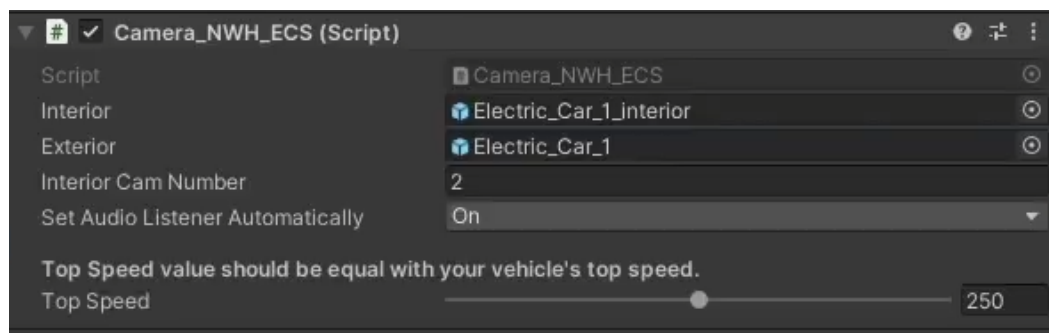 # Camera_NWH_ECS (Script)
Script Camera_NWH_ECS
Interior Electric_Car_1_interior
Exterior Electric_Car_1
Interior Cam Number 2
Set Audio Listener Automatically On
Top Speed value should be equal with your vehicle's top speed.
Top Speed 250